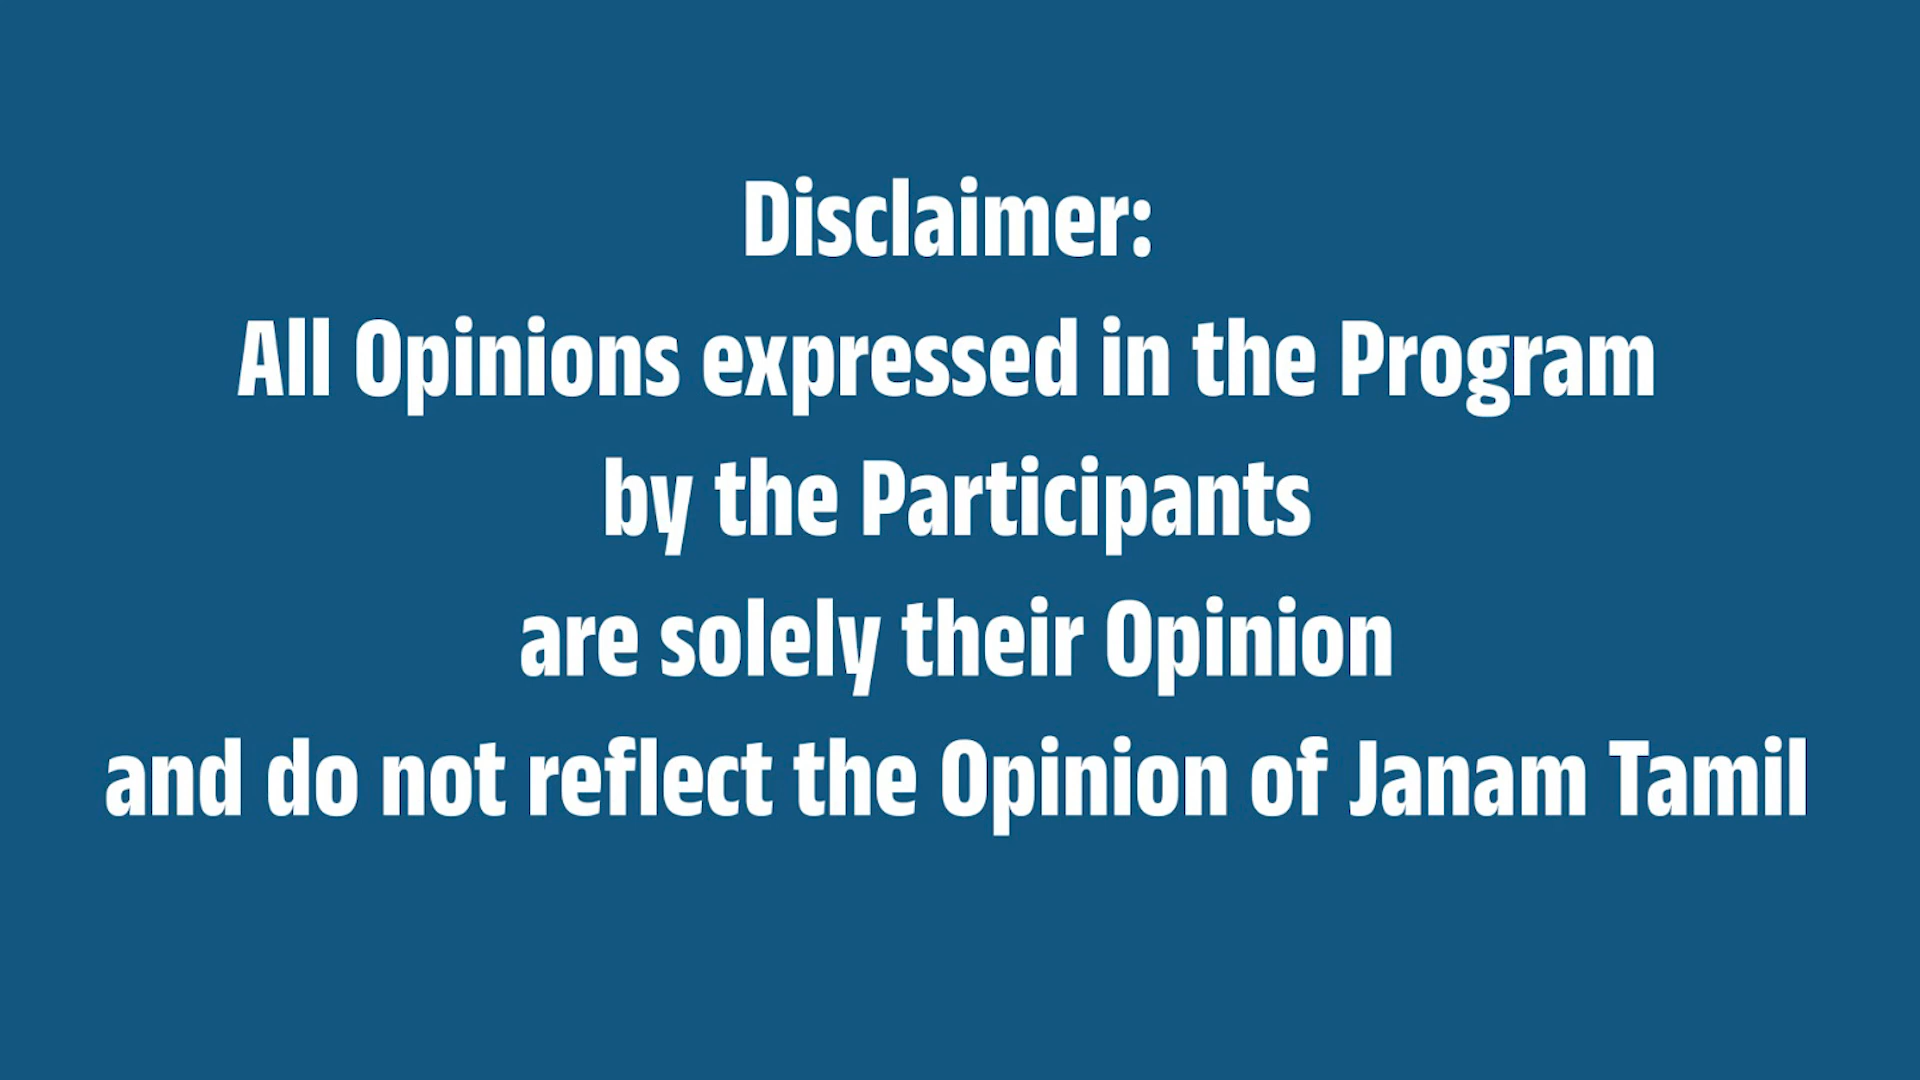 Disclaimer:
All Opinions expressed in the Program
by the Participants
are solely their Opinion
and do not reflect the Opinion of Janam Tamil